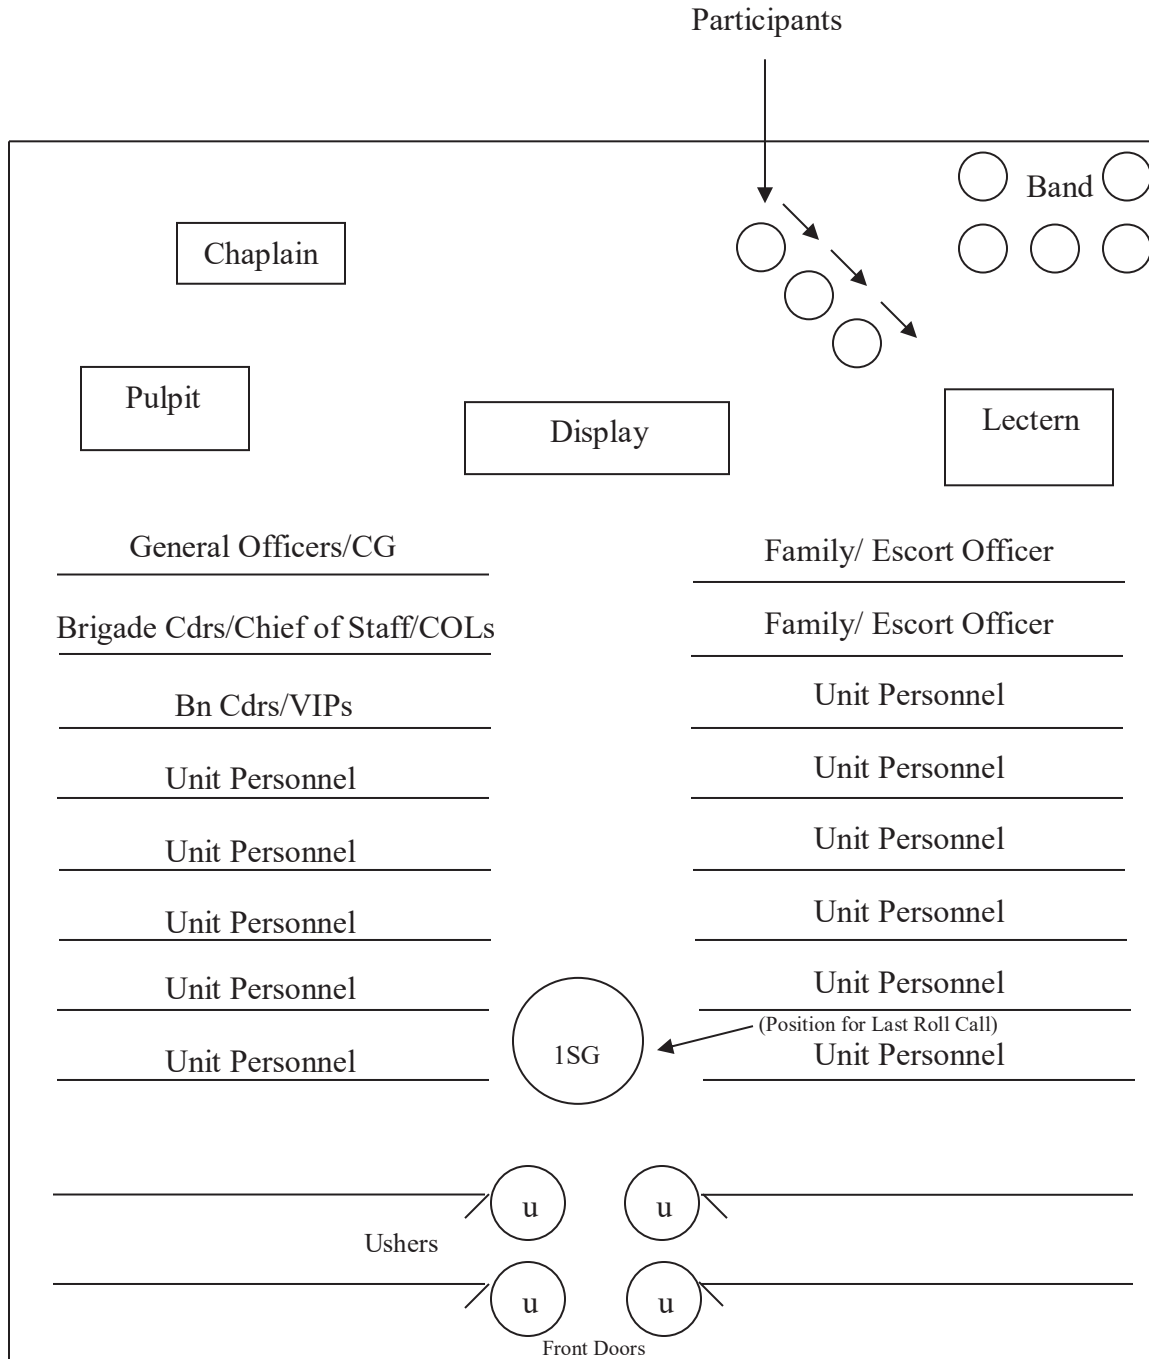 Participants
Band
Chaplain
Pulpit
Display
Lectern
General Officers/CG
Family/ Escort Officer
Brigade Cdrs/Chief of Staff/COLs
Family/ Escort Officer
Bn Cdrs/VIPs
Unit Personnel
Unit Personnel
Unit Personnel
Unit Personnel
Unit Personnel
Unit Personnel
Unit Personnel
Unit Personnel
Unit Personnel
(Position for Last Roll Call)
1SG
Unit Personnel
Unit Personnel
u
u
Ushers
u
u
Front Doors